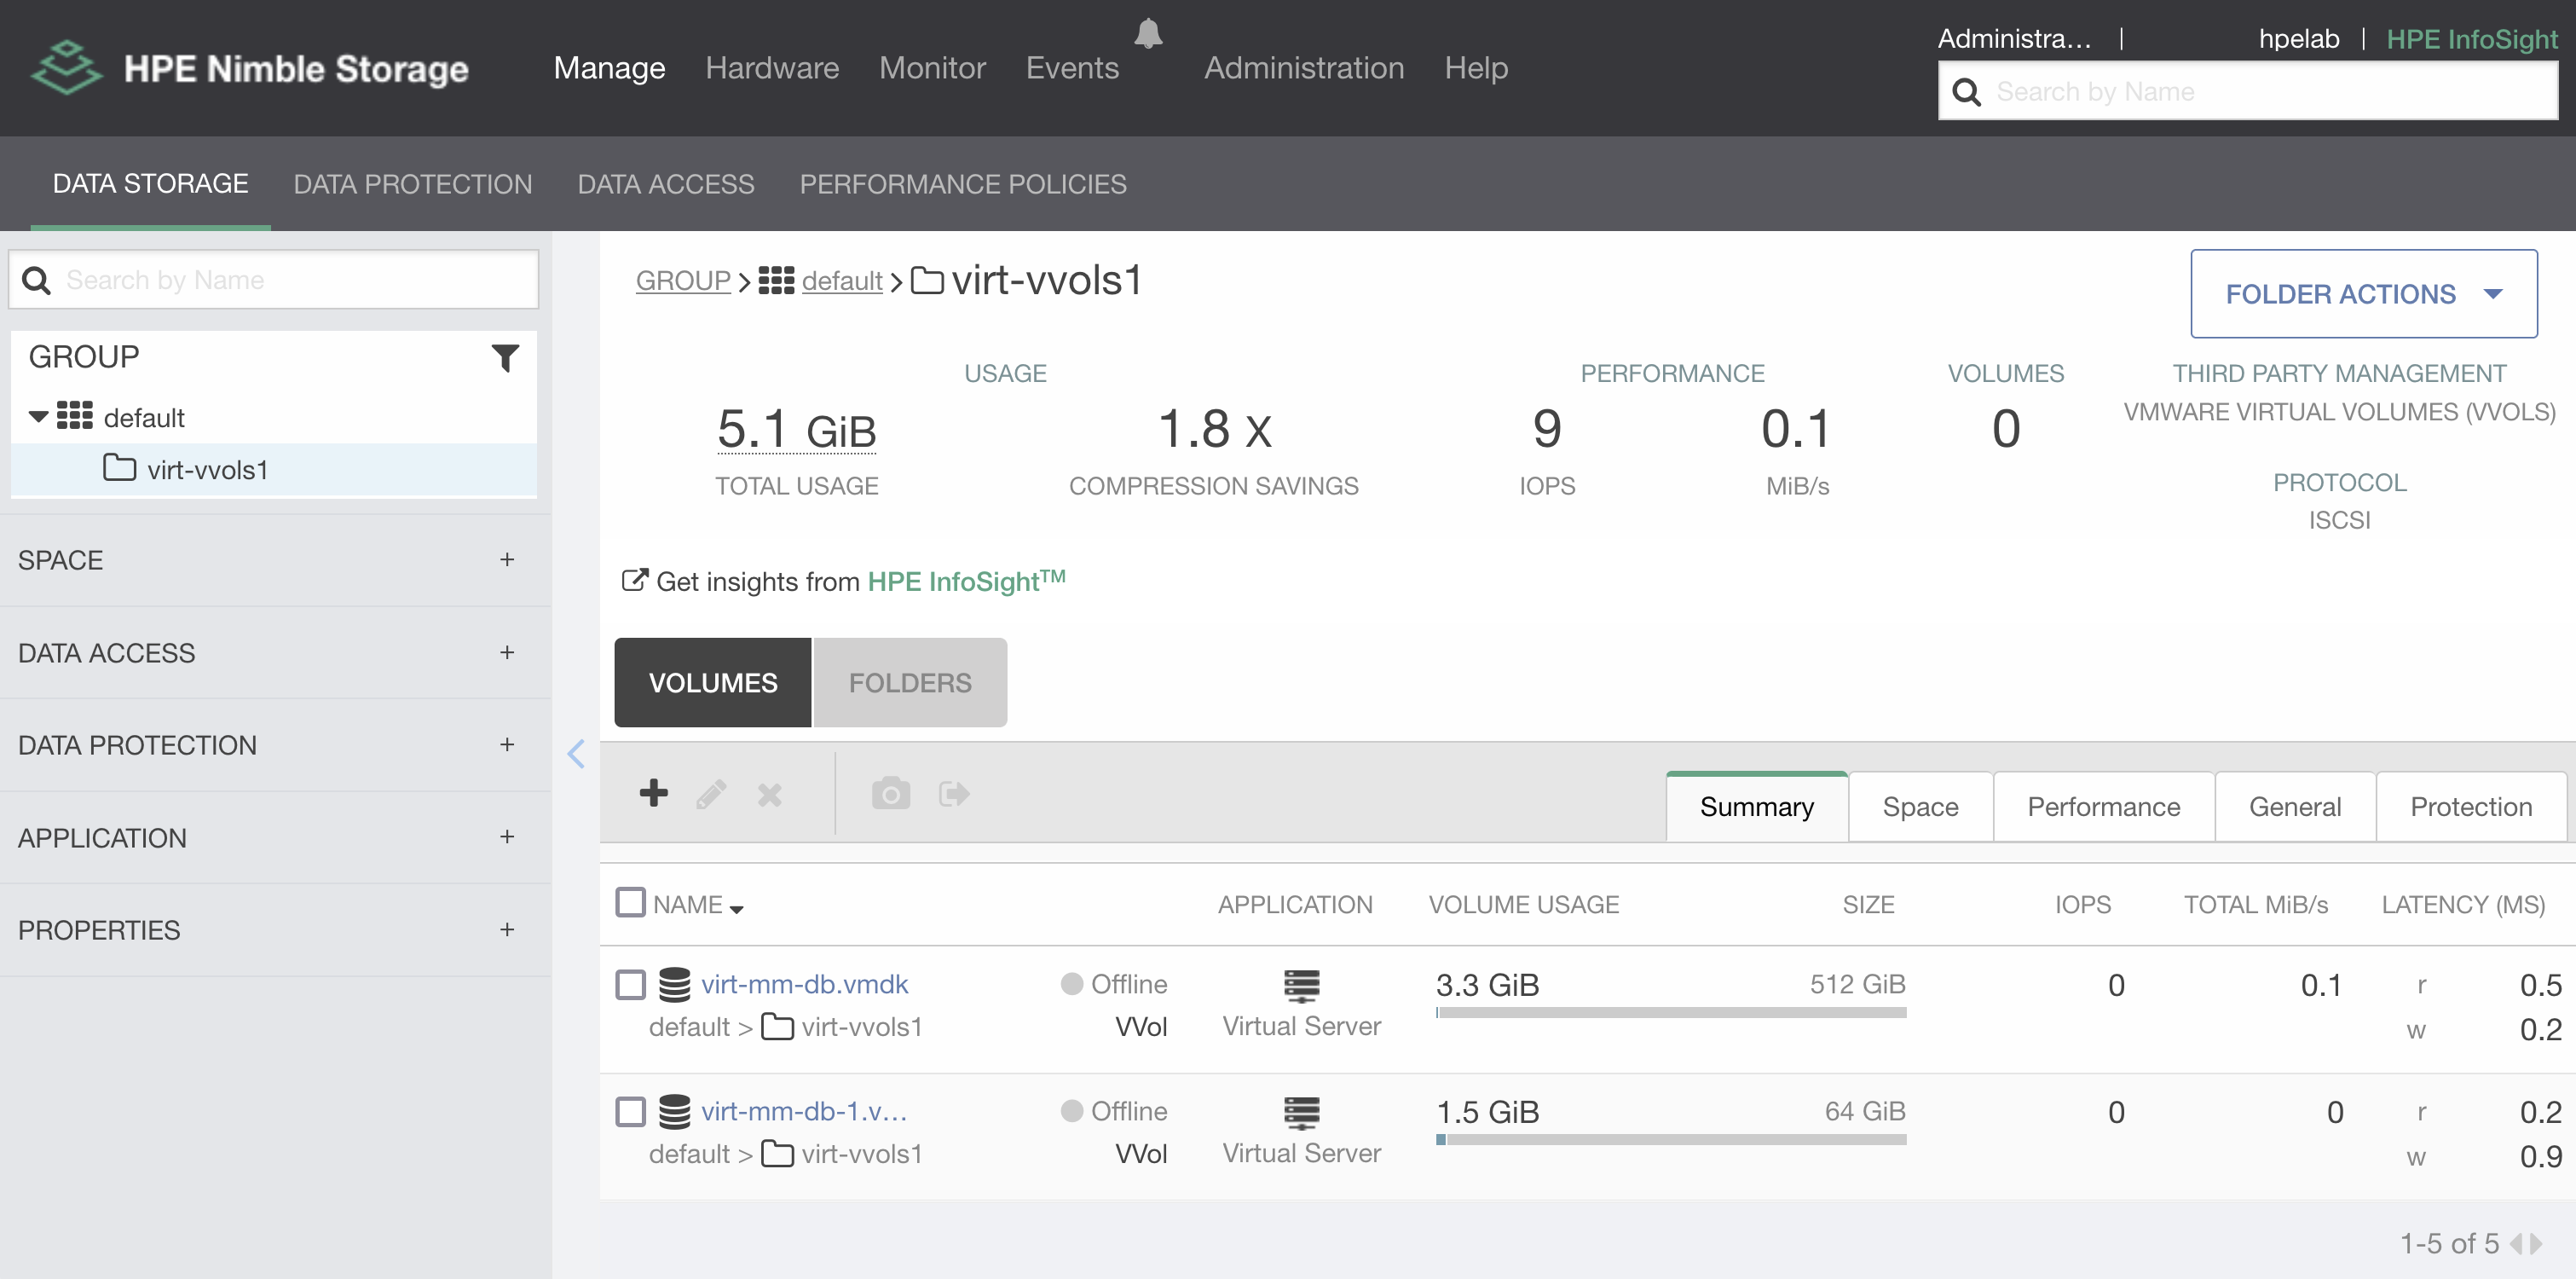 HPE Nimble Storage
Manage Hardware Monitor Events Administration Help
Administra... | hpelab | HPE InfoSight
Search by Name
DATA STORAGE DATA PROTECTION DATA ACCESS PERFORMANCE POLICIES
Search by Name
GROUP
default
virt-vvols1
SPACE +
DATA ACCESS +
DATA PROTECTION +
APPLICATION +
PROPERTIES +
GROUP > default > virt-vvols1
FOLDER ACTIONS
USAGE
5.1 GiB
TOTAL USAGE
1.8 X
COMPRESSION SAVINGS
PERFORMANCE
9
IOPS
0.1
MiB/s
VOLUMES
0
THIRD PARTY MANAGEMENT
VMWARE VIRTUAL VOLUMES (VVOLS)
PROTOCOL
ISCSI
Get insights from HPE InfoSight™
VOLUMES FOLDERS
Summary Space Performance General Protection
NAME APPLICATION VOLUME USAGE SIZE IOPS TOTAL MiB/s LATENCY (MS)
virt-mm-db.vmdk Offline 3.3 GiB 512 GiB 0 0.1 r 0.5
default > virt-vvols1 VVol Virtual Server w 0.2
virt-mm-db-1.v... Offline 1.5 GiB 64 GiB 0 0 r 0.2
default > virt-vvols1 VVol Virtual Server w 0.9
1-5 of 5